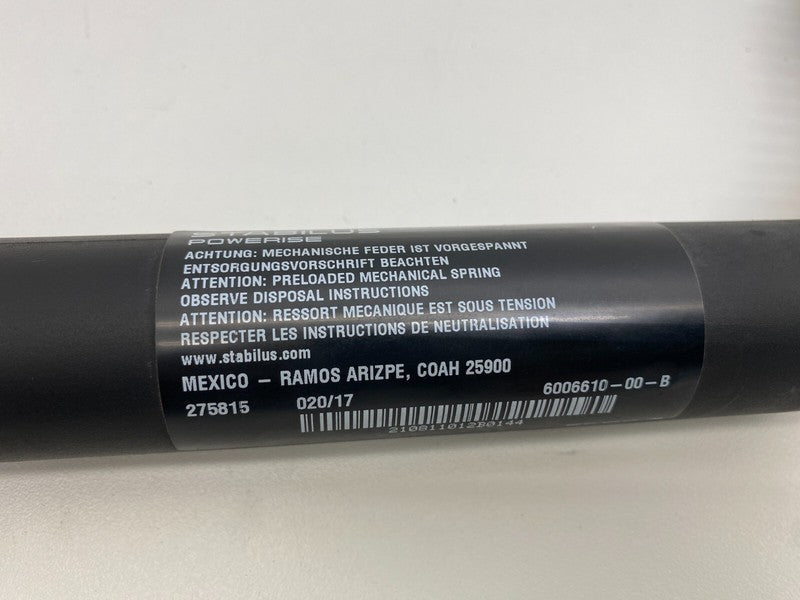 STABILUS
POWERISE
ACHTUNG: MECHANISCHE FEDER IST VORGESPANNT
ENTSORGUNGSVORSCHRIFT BEACHTEN
ATTENTION: PRELOADED MECHANICAL SPRING
OBSERVE DISPOSAL INSTRUCTIONS
ATTENTION: RESSORT MECANIQUE EST SOUS TENSION
RESPECTER LES INSTRUCTIONS DE NEUTRALISATION
www.stabilus.com
MEXICO – RAMOS ARIZPE, COAH 25900
275815 020/17 6006610-00-B
210811012B0144